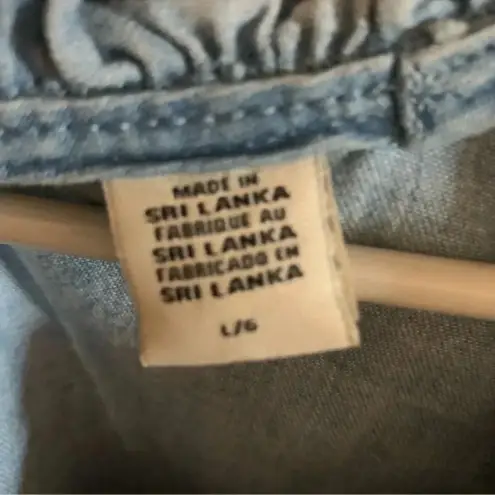 MADE IN
SRI LANKA
FABRIQUE AU
SRI LANKA
FABRICADO EN
SRI LANKA
L/G